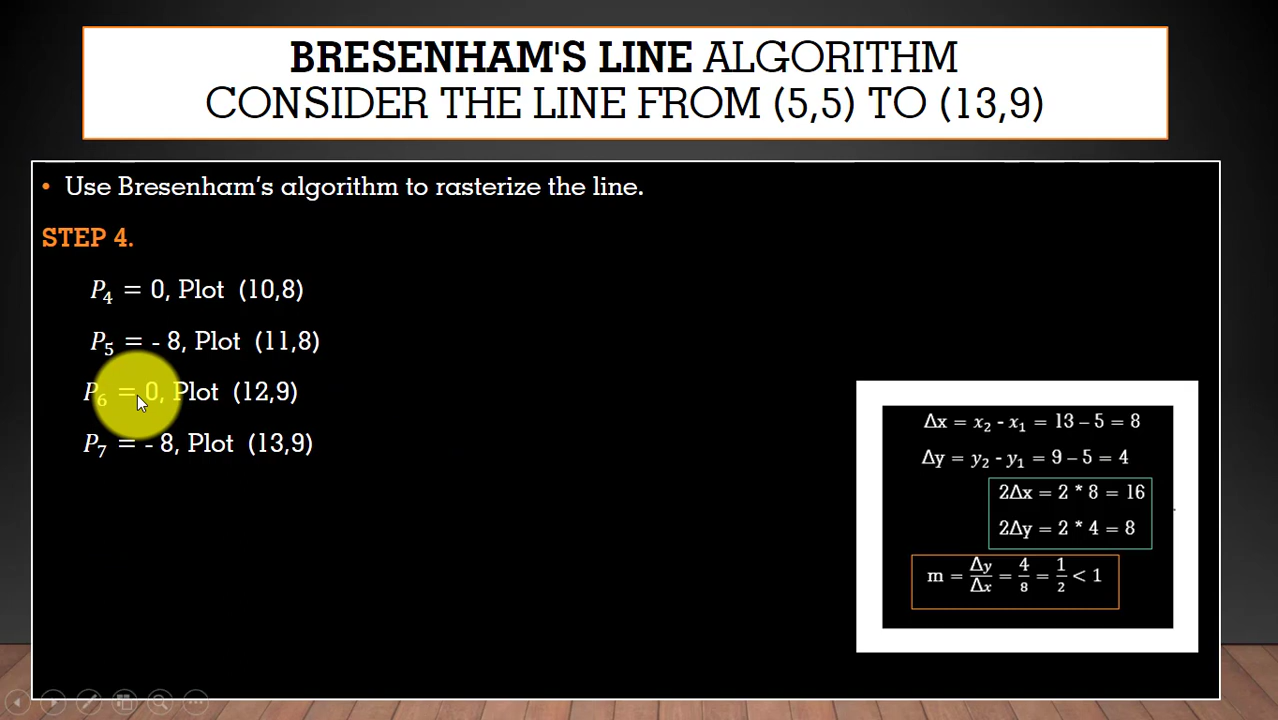 BRESENHAM'S LINE ALGORITHM
CONSIDER THE LINE FROM (5,5) TO (13,9)
• Use Bresenham’s algorithm to rasterize the line.
STEP 4.
P₄ = 0, Plot (10,8)
P₅ = - 8, Plot (11,8)
P₆ = 0, Plot (12,9)
P₇ = - 8, Plot (13,9)
Δx = x₂ - x₁ = 13 – 5 = 8
Δy = y₂ - y₁ = 9 – 5 = 4
2Δx = 2 * 8 = 16
2Δy = 2 * 4 = 8
m = Δy/Δx = 4/8 = 1/2 < 1